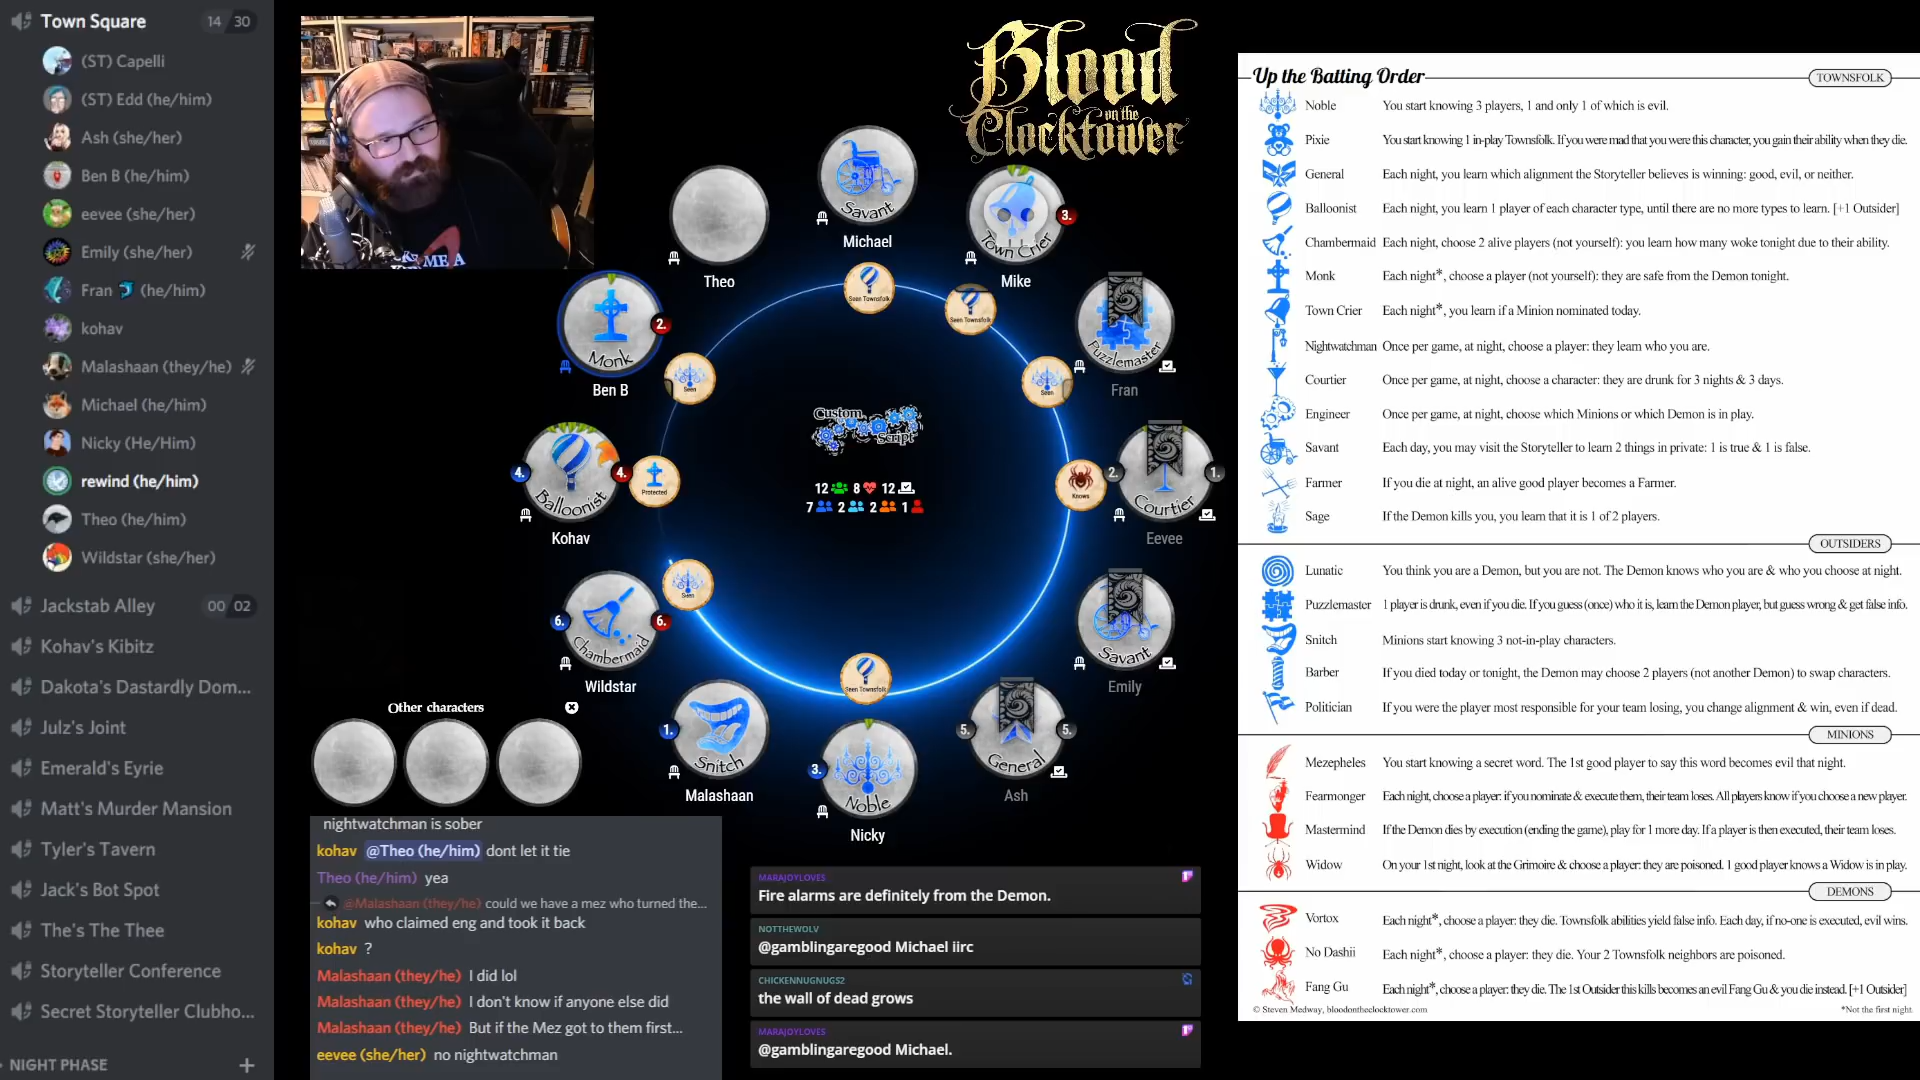 Town Square 14 30
(ST) Capelli
(ST) Edd (he/him)
Ash (she/her)
Ben B (he/him)
eevee (she/her)
Emily (she/her)
Fran (he/him)
kohav
Malashaan (they/he)
Michael (he/him)
Nicky (He/Him)
rewind (he/him)
Theo (he/him)
Wildstar (she/her)
Jackstab Alley 00 02
Kohav's Kibitz
Dakota's Dastardly Dom...
Julz's Joint
Emerald's Eyrie
Matt's Murder Mansion
Tyler's Tavern
Jack's Bot Spot
The's The Thee
Storyteller Conference
Secret Storyteller Clubho...
NIGHT PHASE
Blood
on the
Clocktower
Savant
Michael
Town Crier
3.
Mike
Theo
Seen Townsfolk
Seen Townsfolk
Monk
2.
Ben B
Seen
Puzzlemaster
Fran
Seen
Custom
Script
12 8 12
7 2 2 1
4.
Balloonist
4.
Kohav
Protected
Knows
2.
Courtier
1.
Eevee
6.
Chambermaid
6.
Wildstar
Seen
Savant
Emily
Seen Townsfolk
1.
Snitch
Malashaan
3.
Noble
Nicky
5.
General
5.
Ash
Other characters
nightwatchman is sober
kohav @Theo (he/him) dont let it tie
Theo (he/him) yea
@Malashaan (they/he) could we have a mez who turned the...
kohav who claimed eng and took it back
kohav ?
Malashaan (they/he) I did lol
Malashaan (they/he) I don't know if anyone else did
Malashaan (they/he) But if the Mez got to them first...
eevee (she/her) no nightwatchman
MARAJOYLOVES
Fire alarms are definitely from the Demon.
NOTTHEWOLV
@gamblingaregood Michael iirc
CHICKENNUGNUGS2
the wall of dead grows
MARAJOYLOVES
@gamblingaregood Michael.
Up the Batting Order
TOWNSFOLK
Noble You start knowing 3 players, 1 and only 1 of which is evil.
Pixie You start knowing 1 in-play Townsfolk. If you were mad that you were this character, you gain their ability when they die.
General Each night, you learn which alignment the Storyteller believes is winning: good, evil, or neither.
Balloonist Each night, you learn 1 player of each character type, until there are no more types to learn. [+1 Outsider]
Chambermaid Each night, choose 2 alive players (not yourself): you learn how many woke tonight due to their ability.
Monk Each night*, choose a player (not yourself): they are safe from the Demon tonight.
Town Crier Each night*, you learn if a Minion nominated today.
Nightwatchman Once per game, at night, choose a player: they learn who you are.
Courtier Once per game, at night, choose a character: they are drunk for 3 nights & 3 days.
Engineer Once per game, at night, choose which Minions or which Demon is in play.
Savant Each day, you may visit the Storyteller to learn 2 things in private: 1 is true & 1 is false.
Farmer If you die at night, an alive good player becomes a Farmer.
Sage If the Demon kills you, you learn that it is 1 of 2 players.
OUTSIDERS
Lunatic You think you are a Demon, but you are not. The Demon knows who you are & who you choose at night.
Puzzlemaster 1 player is drunk, even if you die. If you guess (once) who it is, learn the Demon player, but guess wrong & get false info.
Snitch Minions start knowing 3 not-in-play characters.
Barber If you died today or tonight, the Demon may choose 2 players (not another Demon) to swap characters.
Politician If you were the player most responsible for your team losing, you change alignment & win, even if dead.
MINIONS
Mezepheles You start knowing a secret word. The 1st good player to say this word becomes evil that night.
Fearmonger Each night, choose a player: if you nominate & execute them, their team loses. All players know if you choose a new player.
Mastermind If the Demon dies by execution (ending the game), play for 1 more day. If a player is then executed, their team loses.
Widow On your 1st night, look at the Grimoire & choose a player: they are poisoned. 1 good player knows a Widow is in play.
DEMONS
Vortox Each night*, choose a player: they die. Townsfolk abilities yield false info. Each day, if no-one is executed, evil wins.
No Dashii Each night*, choose a player: they die. Your 2 Townsfolk neighbors are poisoned.
Fang Gu Each night*, choose a player: they die. The 1st Outsider this kills becomes an evil Fang Gu & you die instead. [+1 Outsider]
© Steven Medway, bloodontheclocktower.com *Not the first night.